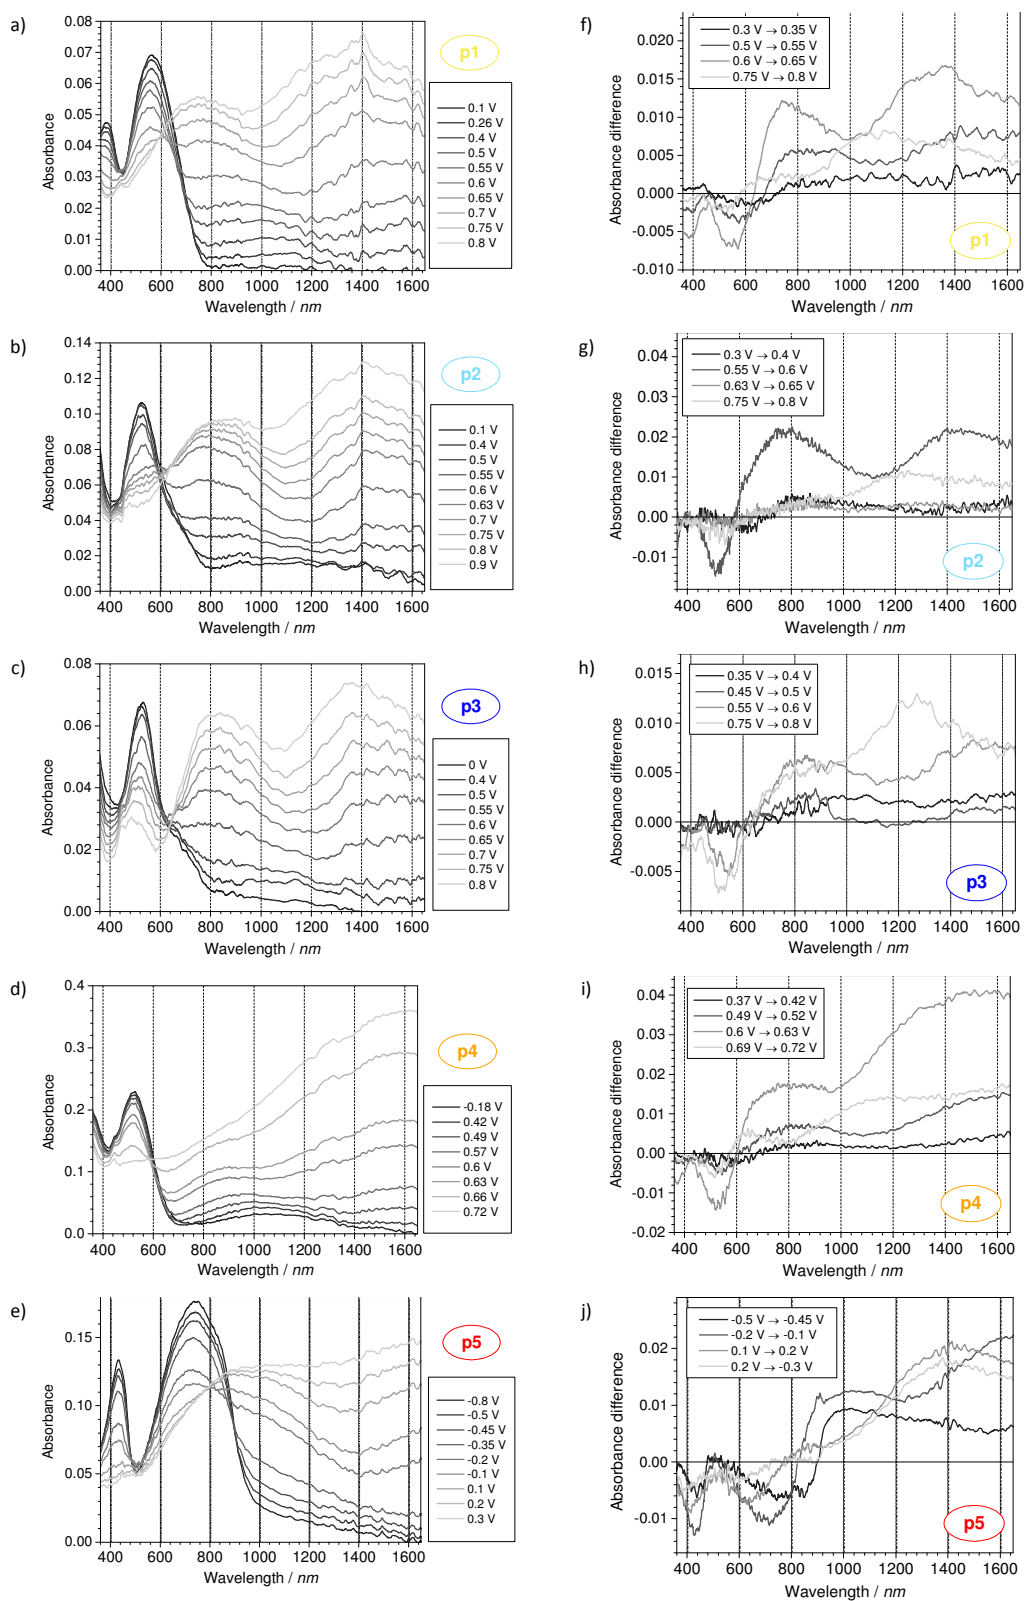 a)
0.08
0.07
0.06
0.05
0.04
0.03
0.02
0.01
0.00
Absorbance
400 600 800 1000 1200 1400 1600
Wavelength / nm
p1
0.1 V
0.26 V
0.4 V
0.5 V
0.55 V
0.6 V
0.65 V
0.7 V
0.75 V
0.8 V
f)
0.020
0.015
0.010
0.005
0.000
-0.005
-0.010
Absorbance difference
0.3 V → 0.35 V
0.5 V → 0.55 V
0.6 V → 0.65 V
0.75 V → 0.8 V
p1
400 600 800 1000 1200 1400 1600
Wavelength / nm
b)
0.14
0.12
0.10
0.08
0.06
0.04
0.02
0.00
Absorbance
400 600 800 1000 1200 1400 1600
Wavelength / nm
p2
0.1 V
0.4 V
0.5 V
0.55 V
0.6 V
0.63 V
0.7 V
0.75 V
0.8 V
0.9 V
g)
0.04
0.03
0.02
0.01
0.00
-0.01
Absorbance difference
0.3 V → 0.4 V
0.55 V → 0.6 V
0.63 V → 0.65 V
0.75 V → 0.8 V
p2
400 600 800 1000 1200 1400 1600
Wavelength / nm
c)
0.08
0.06
0.04
0.02
0.00
Absorbance
400 600 800 1000 1200 1400 1600
Wavelength / nm
p3
0 V
0.4 V
0.5 V
0.55 V
0.6 V
0.65 V
0.7 V
0.75 V
0.8 V
h)
0.015
0.010
0.005
0.000
-0.005
Absorbance difference
0.35 V → 0.4 V
0.45 V → 0.5 V
0.55 V → 0.6 V
0.75 V → 0.8 V
p3
400 600 800 1000 1200 1400 1600
Wavelength / nm
d)
0.4
0.3
0.2
0.1
0.0
Absorbance
400 600 800 1000 1200 1400 1600
Wavelength / nm
p4
-0.18 V
0.42 V
0.49 V
0.57 V
0.6 V
0.63 V
0.66 V
0.72 V
i)
0.04
0.03
0.02
0.01
0.00
-0.01
-0.02
Absorbance difference
0.37 V → 0.42 V
0.49 V → 0.52 V
0.6 V → 0.63 V
0.69 V → 0.72 V
p4
400 600 800 1000 1200 1400 1600
Wavelength / nm
e)
0.15
0.10
0.05
0.00
Absorbance
400 600 800 1000 1200 1400 1600
Wavelength / nm
p5
-0.8 V
-0.5 V
-0.45 V
-0.35 V
-0.2 V
-0.1 V
0.1 V
0.2 V
0.3 V
j)
0.02
0.01
0.00
-0.01
Absorbance difference
-0.5 V → -0.45 V
-0.2 V → -0.1 V
0.1 V → 0.2 V
0.2 V → -0.3 V
p5
400 600 800 1000 1200 1400 1600
Wavelength / nm